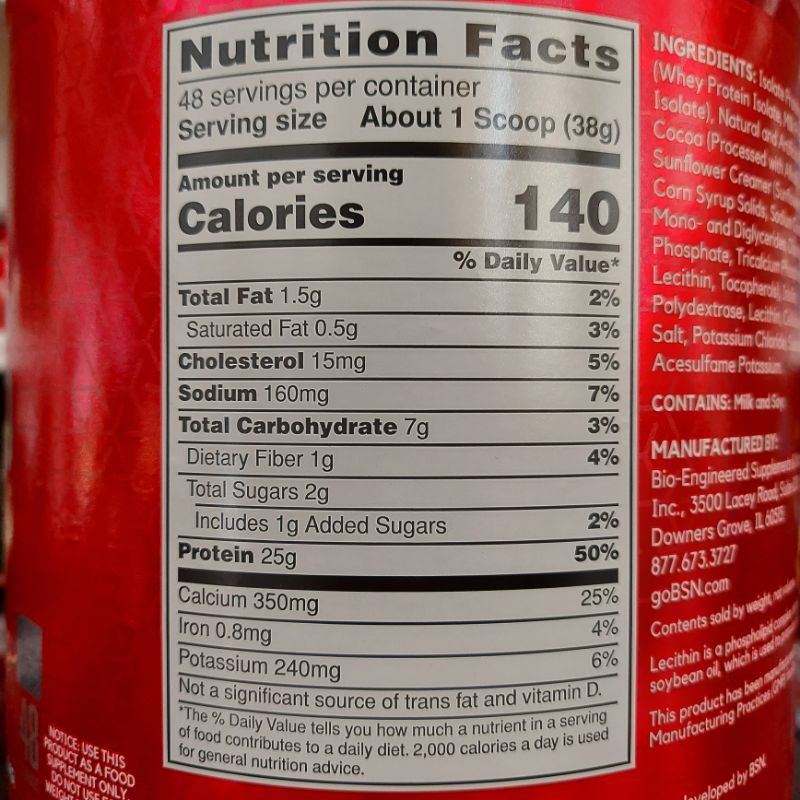 Nutrition Facts
48 servings per container
Serving size About 1 Scoop (38g)
Amount per serving
Calories 140
% Daily Value*
Total Fat 1.5g 2%
Saturated Fat 0.5g 3%
Cholesterol 15mg 5%
Sodium 160mg 7%
Total Carbohydrate 7g 3%
Dietary Fiber 1g 4%
Total Sugars 2g
Includes 1g Added Sugars 2%
Protein 25g 50%
Calcium 350mg 25%
Iron 0.8mg 4%
Potassium 240mg 6%
Not a significant source of trans fat and vitamin D.
*The % Daily Value tells you how much a nutrient in a serving
of food contributes to a daily diet. 2,000 calories a day is used
for general nutrition advice.
INGREDIENTS:
(Whey Protein Isolate,
Isolate), Natural and
Cocoa (Processed with
Sunflower Creamer
Corn Syrup Solids,
Mono- and Diglycerides,
Phosphate, Tricalcium
Lecithin, Tocopherols),
Polydextrose, Lecithin,
Salt, Potassium Chloride,
Acesulfame Potassium
CONTAINS: Milk and Soy
MANUFACTURED BY:
Bio-Engineered Supplements
Inc., 3500 Lacey Road,
Downers Grove, IL 60515
877.673.3727
goBSN.com
Contents sold by weight,
Lecithin is a phospholipid
soybean oil, which is used
This product has been
Manufacturing Practices
developed by BSN.
48
NOTICE: USE THIS
PRODUCT AS A FOOD
SUPPLEMENT ONLY.
DO NOT USE
WEIGHT